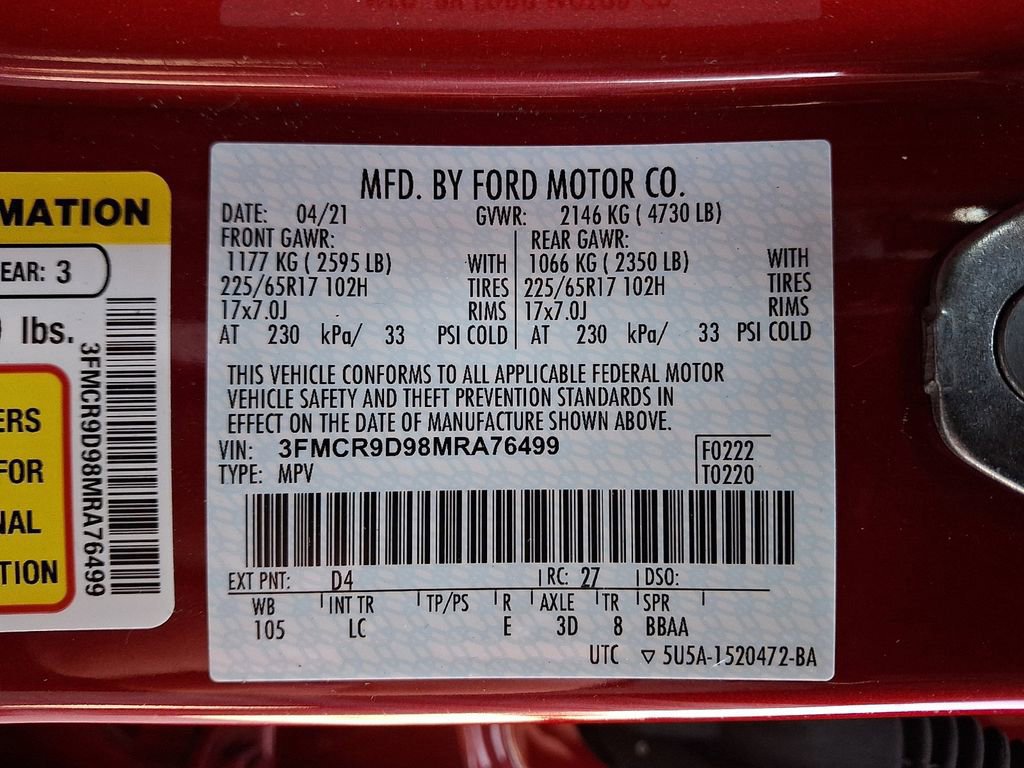 MATION
EAR: 3
lbs.
ERS
FOR
NAL
TION
3FMCR9D98MRA76499
MFD. BY FORD MOTOR CO.
DATE: 04/21 GVWR: 2146 KG ( 4730 LB)
FRONT GAWR: REAR GAWR:
1177 KG ( 2595 LB) WITH 1066 KG ( 2350 LB) WITH
225/65R17 102H TIRES 225/65R17 102H TIRES
17x7.0J RIMS 17x7.0J RIMS
AT 230 kPa/ 33 PSI COLD AT 230 kPa/ 33 PSI COLD
THIS VEHICLE CONFORMS TO ALL APPLICABLE FEDERAL MOTOR
VEHICLE SAFETY AND THEFT PREVENTION STANDARDS IN
EFFECT ON THE DATE OF MANUFACTURE SHOWN ABOVE.
VIN: 3FMCR9D98MRA76499 F0222
TYPE: MPV T0220
EXT PNT: D4 RC: 27 DSO:
WB INT TR TP/PS R AXLE TR SPR
105 LC E 3D 8 BBAA
UTC ▽ 5U5A-1520472-BA